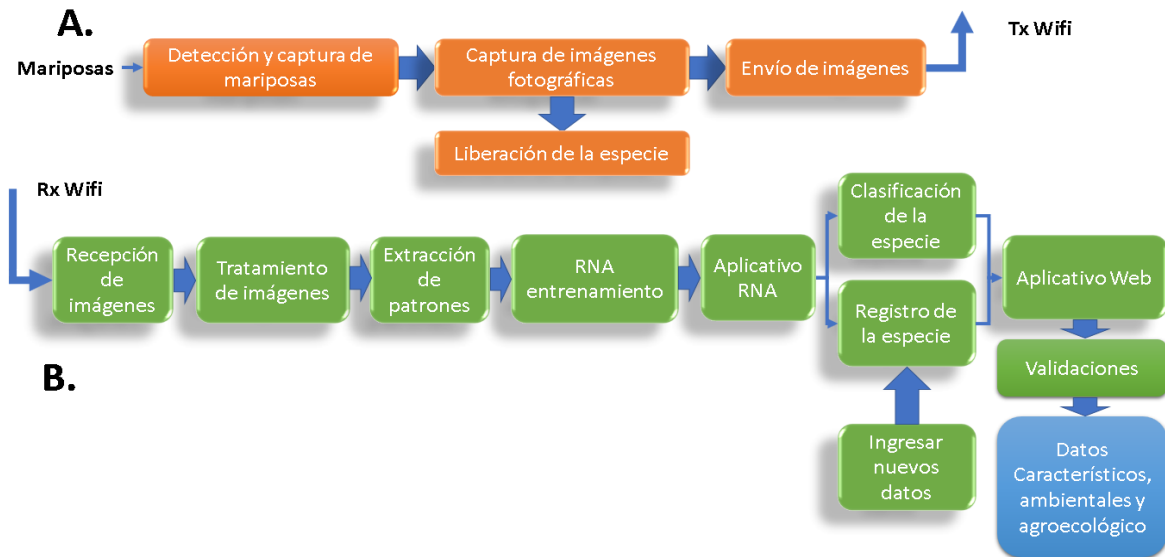 A.
Mariposas
Detección y captura de
mariposas
Captura de imágenes
fotográficas
Envío de imágenes
Tx Wifi
Liberación de la especie
Rx Wifi
Recepción
de
imágenes
Tratamiento
de imágenes
Extracción
de
patrones
RNA
entrenamiento
Aplicativo
RNA
Clasificación
de la
especie
Registro de
la especie
Aplicativo Web
B.
Validaciones
Ingresar
nuevos
datos
Datos
Característicos,
ambientales y
agroecológico